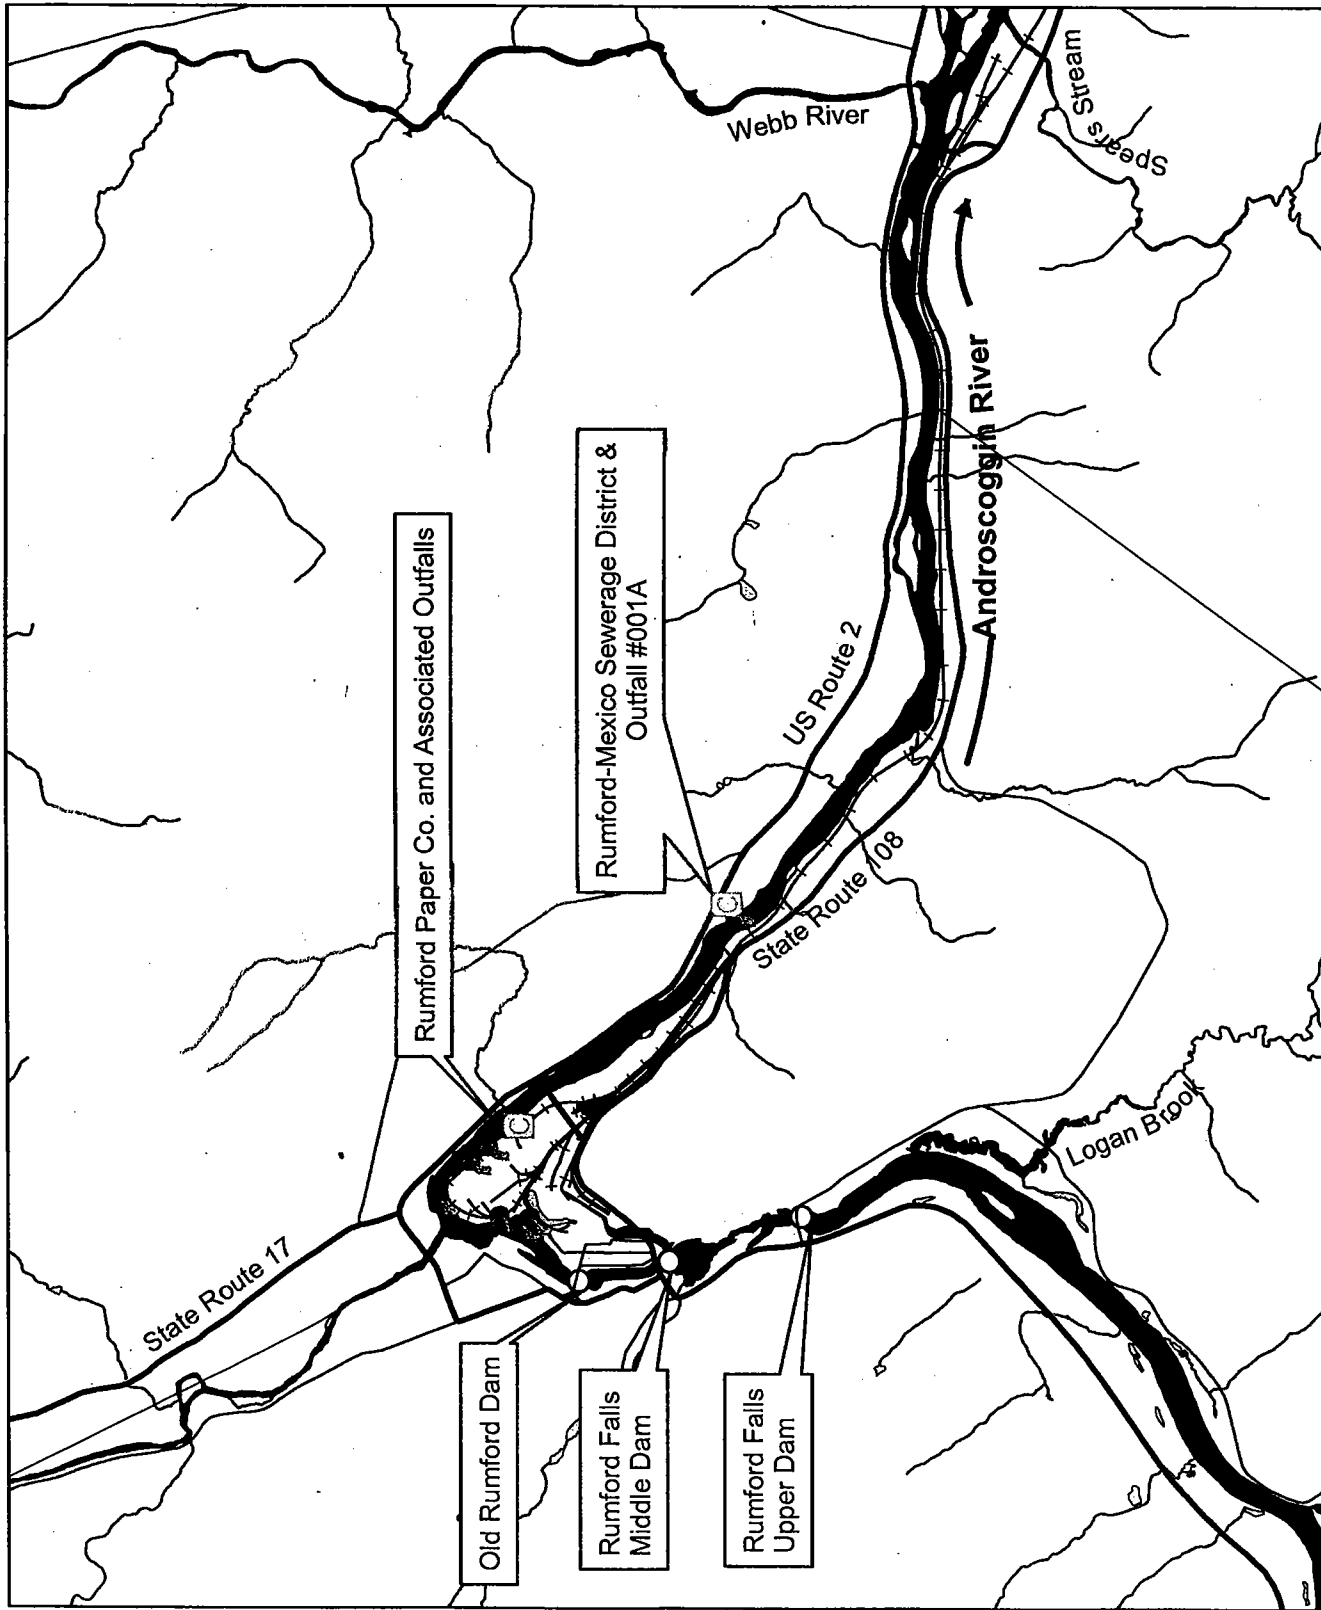 Webb River
Spears Stream
Androscoggin River
Rumford Paper Co. and Associated Outfalls
Rumford-Mexico Sewerage District &
Outfall #001A
US Route 2
State Route 108
State Route 17
Logan Brook
Old Rumford Dam
Rumford Falls
Middle Dam
Rumford Falls
Upper Dam
C
C